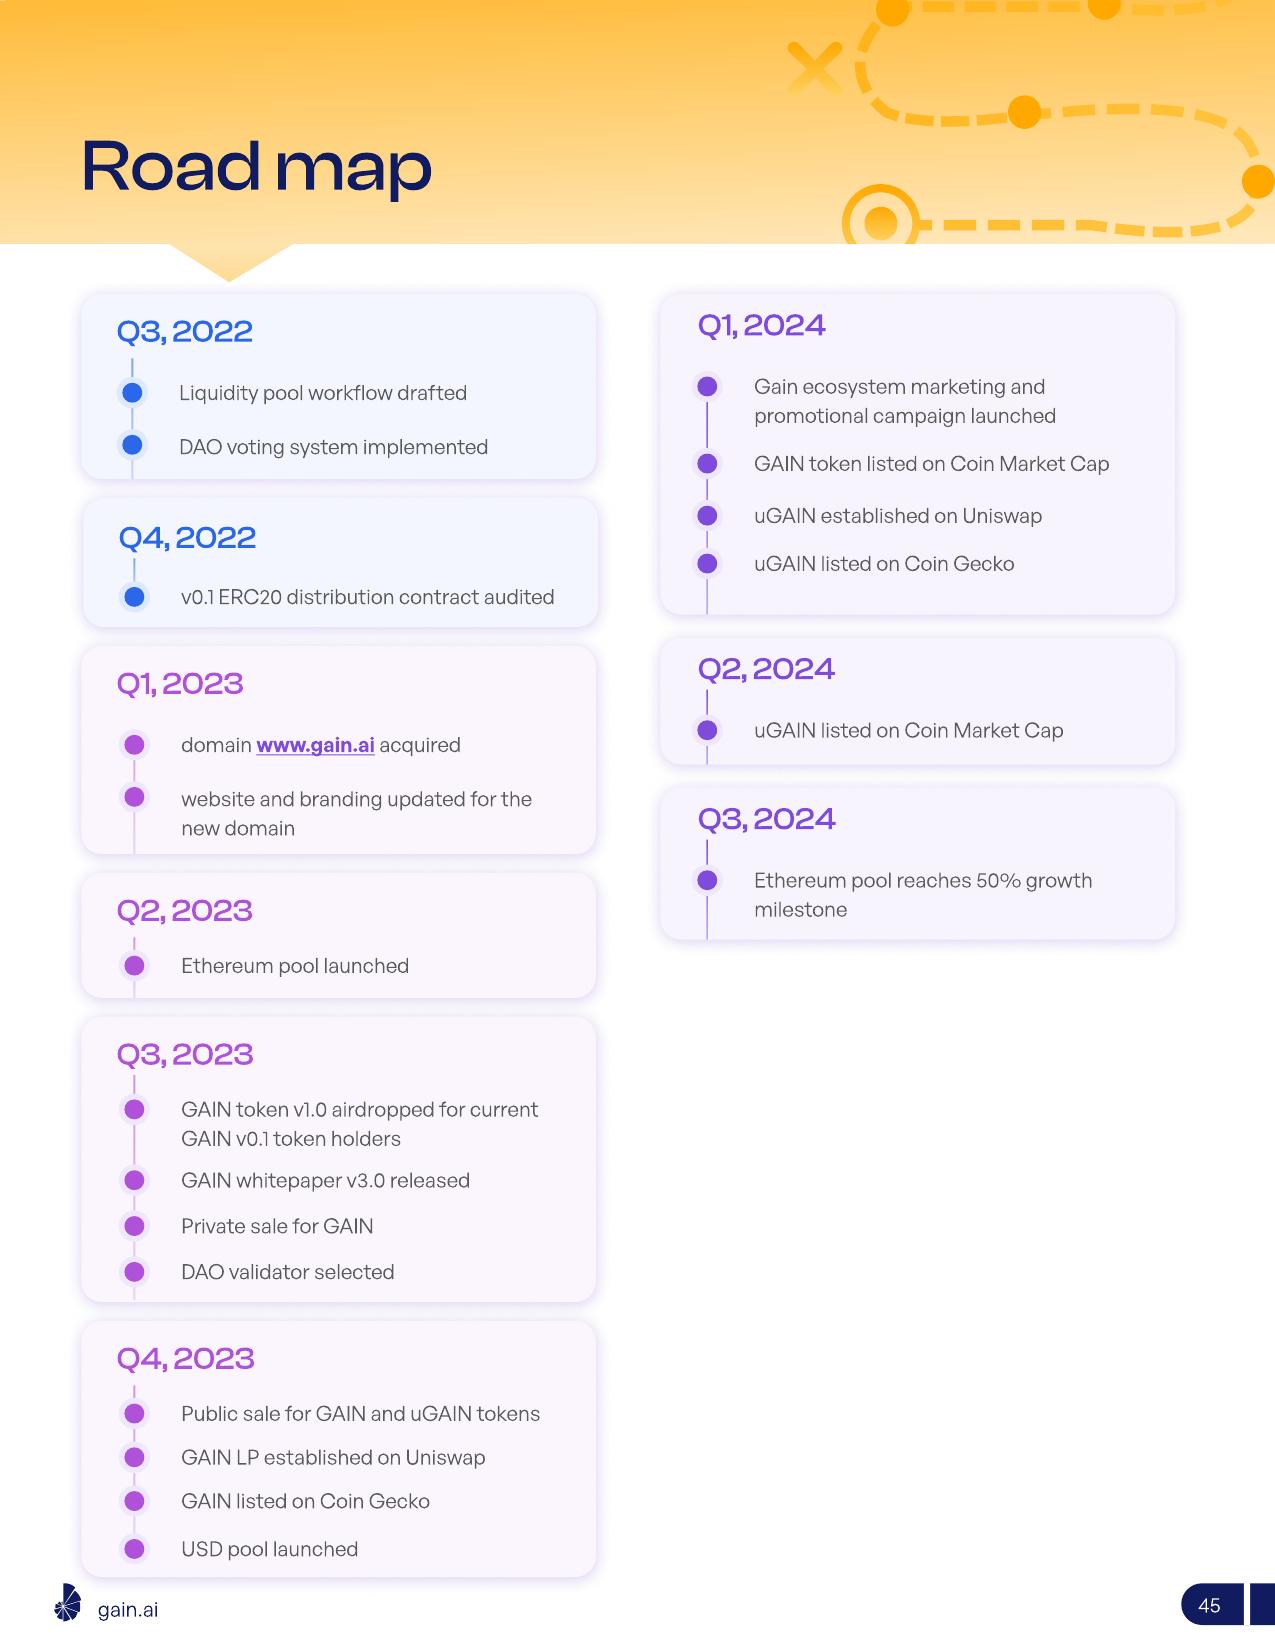 Road map
Q3, 2022
Liquidity pool workflow drafted
DAO voting system implemented
Q4, 2022
v0.1 ERC20 distribution contract audited
Q1, 2023
domain www.gain.ai acquired
website and branding updated for the
new domain
Q2, 2023
Ethereum pool launched
Q3, 2023
GAIN token v1.0 airdropped for current
GAIN v0.1 token holders
GAIN whitepaper v3.0 released
Private sale for GAIN
DAO validator selected
Q4, 2023
Public sale for GAIN and uGAIN tokens
GAIN LP established on Uniswap
GAIN listed on Coin Gecko
USD pool launched
Q1, 2024
Gain ecosystem marketing and
promotional campaign launched
GAIN token listed on Coin Market Cap
uGAIN established on Uniswap
uGAIN listed on Coin Gecko
Q2, 2024
uGAIN listed on Coin Market Cap
Q3, 2024
Ethereum pool reaches 50% growth
milestone
gain.ai
45